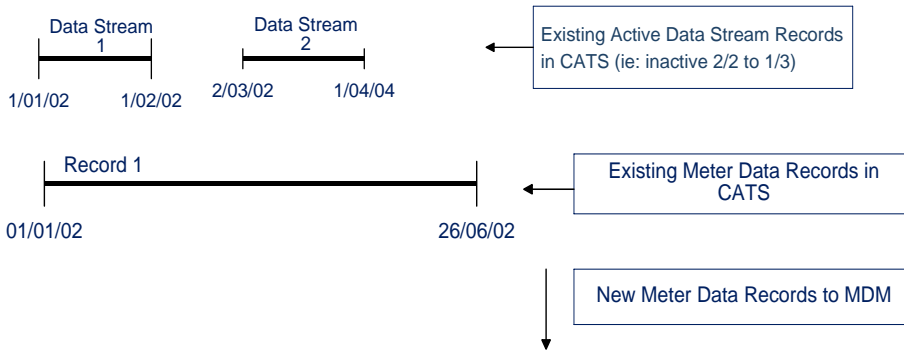 Data Stream
1
Data Stream
2
1/01/02
1/02/02
2/03/02
1/04/04
Existing Active Data Stream Records
in CATS (ie: inactive 2/2 to 1/3)
Record 1
01/01/02
26/06/02
Existing Meter Data Records in
CATS
New Meter Data Records to MDM